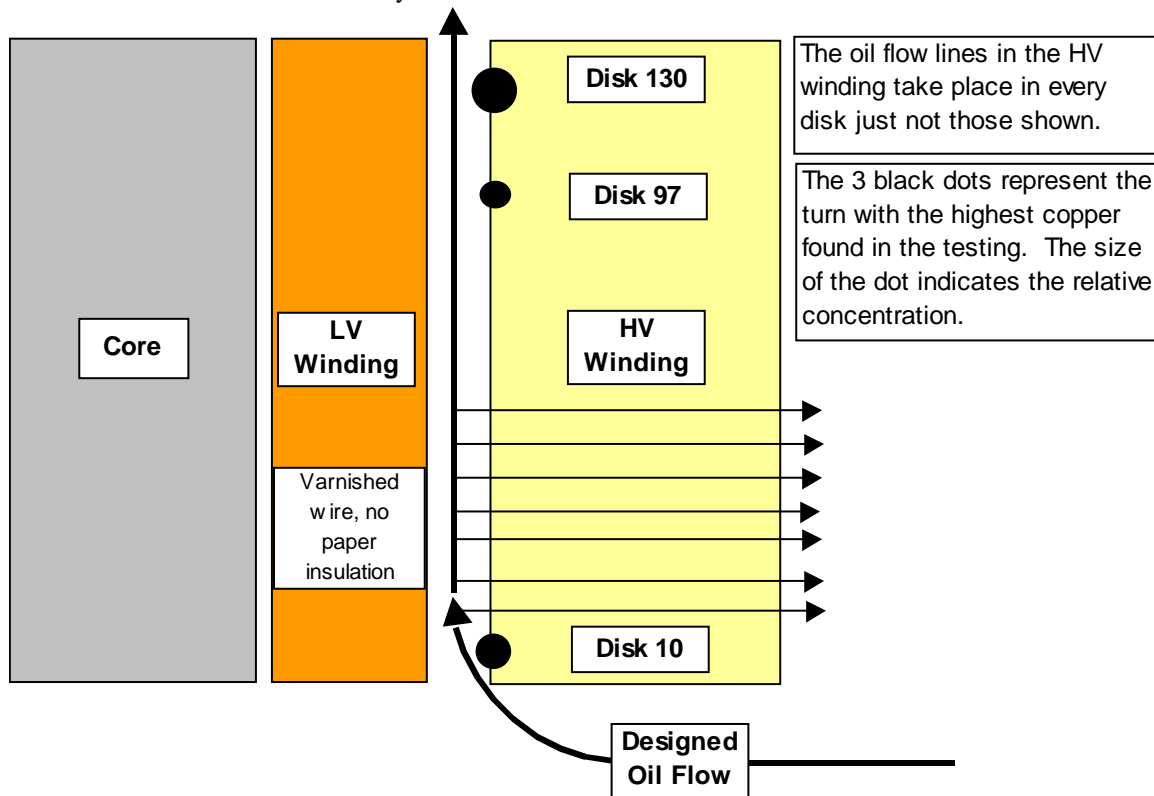 Disk 130
The oil flow lines in the HV
winding take place in every
disk just not those shown.
Disk 97
The 3 black dots represent the
turn with the highest copper
found in the testing. The size
of the dot indicates the relative
concentration.
Core
LV
Winding
HV
Winding
Varnished
wire, no
paper
insulation
Disk 10
Designed
Oil Flow